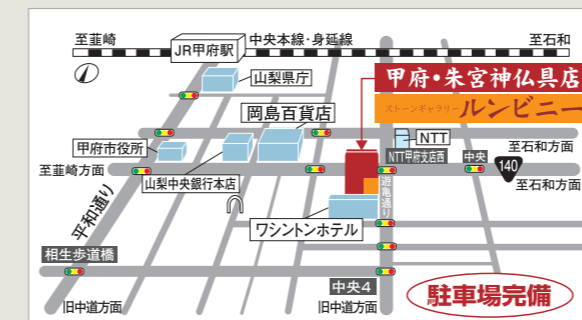 至韮崎
JR甲府駅
中央本線・身延線
至石和
山梨県庁
甲府・朱宮神仏具店
ストーンギャラリー ルンビニー
岡島百貨店
甲府市役所
NTT
至石和方面
至韮崎方面
山梨中央銀行本店
NTT甲府支店西
中央
140
至石和方面
平和通り
遊亀通り
ワシントンホテル
相生歩道橋
中央4
駐車場完備
旧中道方面
旧中道方面